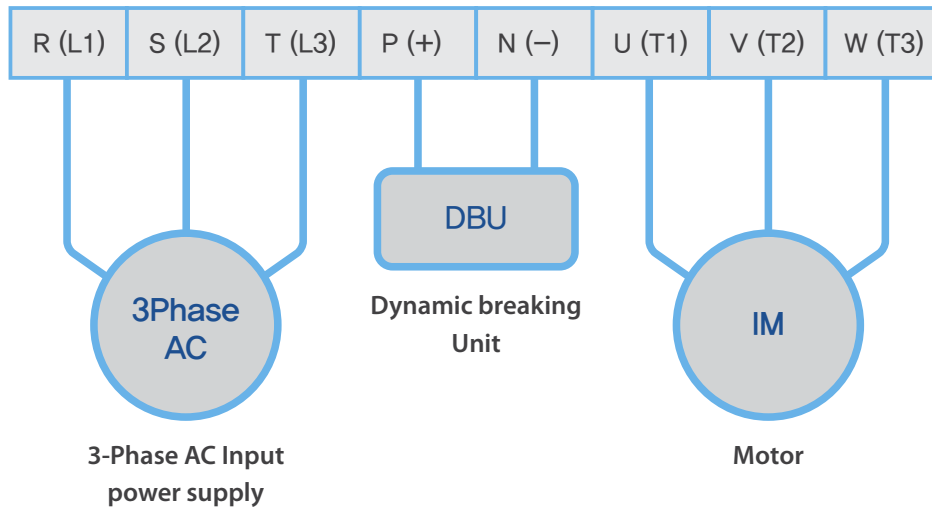 R (L1) S (L2) T (L3) P (+) N (−) U (T1) V (T2) W (T3)
DBU
Dynamic breaking
Unit
3Phase
AC
IM
3-Phase AC Input
power supply
Motor